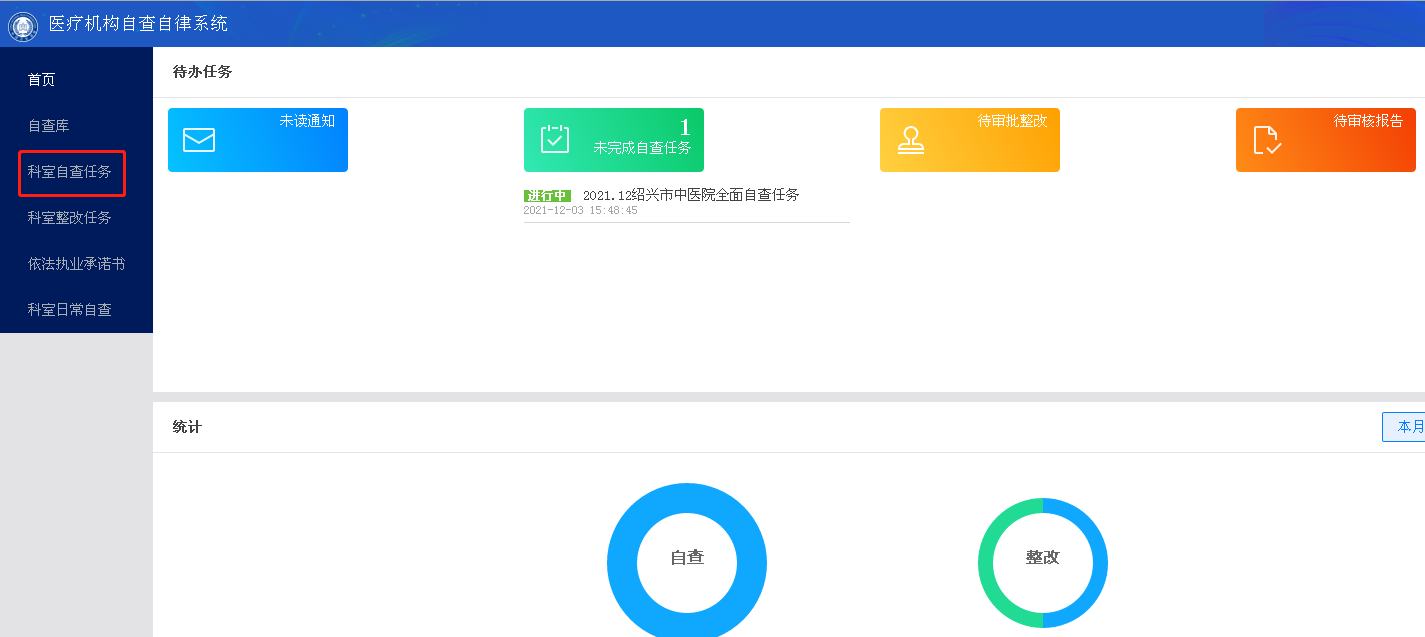 医疗机构自查自律系统
首页
自查库
科室自查任务
科室整改任务
依法执业承诺书
科室日常自查
待办任务
未读通知
1
未完成自查任务
待审批整改
待审核报告
进行中 2021.12绍兴市中医院全面自查任务
2021-12-03 15:48:45
统计
本月
自查
整改